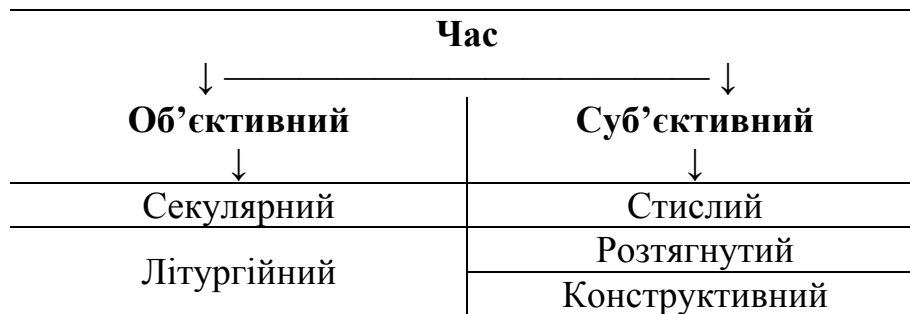 Час
↓ ↓
Об’єктивний Суб’єктивний
↓ ↓
Секулярний Стислий
Літургійний Розтягнутий
Конструктивний